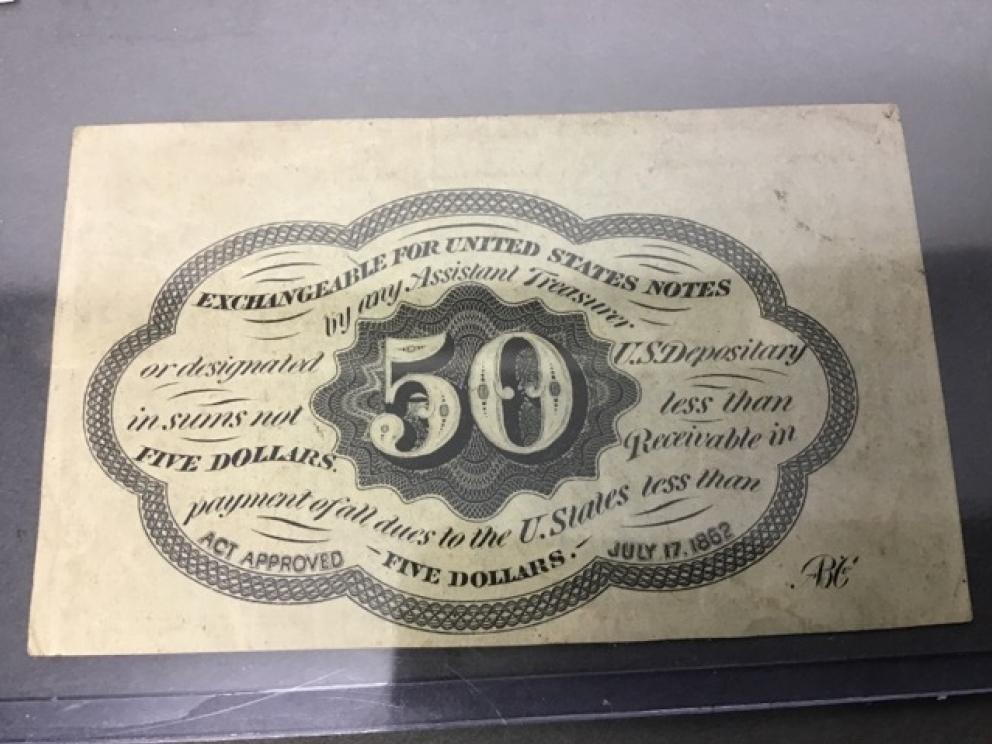 EXCHANGEABLE FOR UNITED STATES NOTES
by any Assistant Treasurer
or designated U.S. Depositary
in sums not less than
FIVE DOLLARS. Receivable in
payment of all dues to the U. States less than
FIVE DOLLARS.
ACT APPROVED JULY 17, 1862
50
ABCo